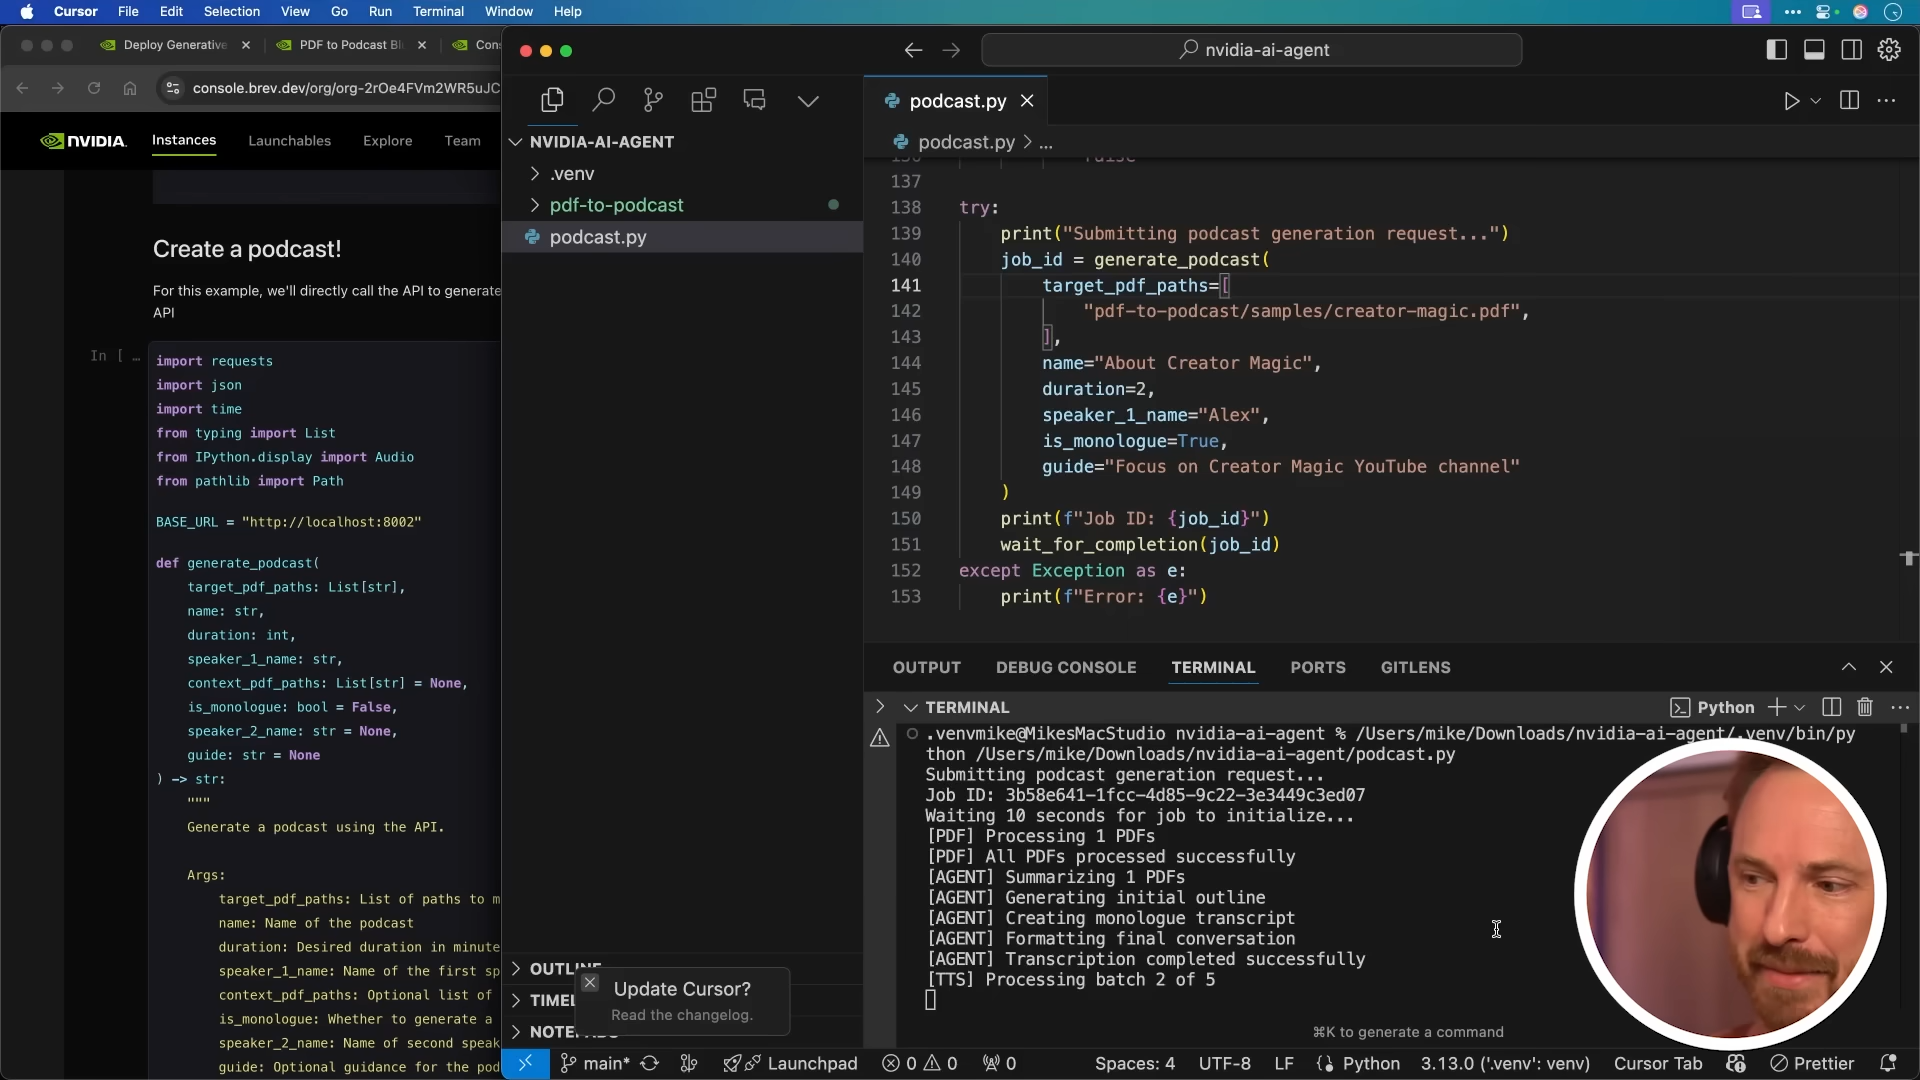 Cursor File Edit Selection View Go Run Terminal Window Help
Deploy Generative
PDF to Podcast Bl
Con
console.brev.dev/org/org-2rOe4FVm2WR5uJC
NVIDIA. Instances Launchables Explore Team
Create a podcast!
For this example, we'll directly call the API to generate
API
In [ …
import requests
import json
import time
from typing import List
from IPython.display import Audio
from pathlib import Path
BASE_URL = "http://localhost:8002"
def generate_podcast(
target_pdf_paths: List[str],
name: str,
duration: int,
speaker_1_name: str,
context_pdf_paths: List[str] = None,
is_monologue: bool = False,
speaker_2_name: str = None,
guide: str = None
) -> str:
"""
Generate a podcast using the API.
Args:
target_pdf_paths: List of paths to m
name: Name of the podcast
duration: Desired duration in minute
speaker_1_name: Name of the first sp
context_pdf_paths: Optional list of
is_monologue: Whether to generate a
speaker_2_name: Name of second speak
guide: Optional guidance for the pod
nvidia-ai-agent
NVIDIA-AI-AGENT
.venv
pdf-to-podcast
podcast.py
OUTLINE
Update Cursor?
Read the changelog.
podcast.py
podcast.py > ...
137
138 try:
139 print("Submitting podcast generation request...")
140 job_id = generate_podcast(
141 target_pdf_paths=[
142 "pdf-to-podcast/samples/creator-magic.pdf",
143 ],
144 name="About Creator Magic",
145 duration=2,
146 speaker_1_name="Alex",
147 is_monologue=True,
148 guide="Focus on Creator Magic YouTube channel"
149 )
150 print(f"Job ID: {job_id}")
151 wait_for_completion(job_id)
152 except Exception as e:
153 print(f"Error: {e}")
OUTPUT DEBUG CONSOLE TERMINAL PORTS GITLENS
TERMINAL
Python
.venvmike@MikesMacStudio nvidia-ai-agent % /Users/mike/Downloads/nvidia-ai-agent/.venv/bin/py
thon /Users/mike/Downloads/nvidia-ai-agent/podcast.py
Submitting podcast generation request...
Job ID: 3b58e641-1fcc-4d85-9c22-3e3449c3ed07
Waiting 10 seconds for job to initialize...
[PDF] Processing 1 PDFs
[PDF] All PDFs processed successfully
[AGENT] Summarizing 1 PDFs
[AGENT] Generating initial outline
[AGENT] Creating monologue transcript
[AGENT] Formatting final conversation
[AGENT] Transcription completed successfully
[TTS] Processing batch 2 of 5
⌘K to generate a command
main* Launchpad 0 0 0 Spaces: 4 UTF-8 LF Python 3.13.0 ('.venv': venv) Cursor Tab Prettier